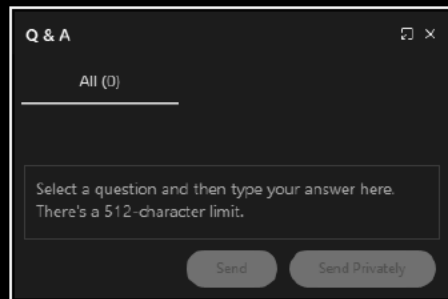 Q & A
All (0)
Select a question and then type your answer here.
There's a 512-character limit.
Send
Send Privately